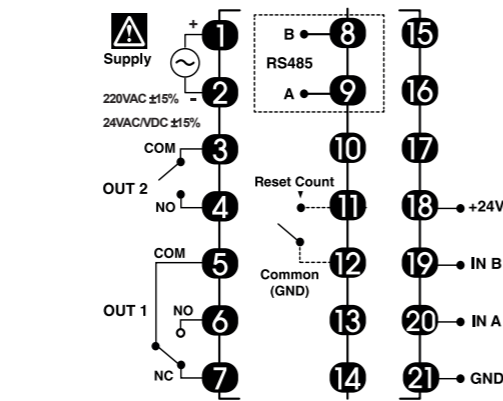 +
1
Supply
220VAC ±15%
-
2
24VAC/VDC ±15%
COM
3
OUT 2
NO
4
COM
5
OUT 1
NO
6
NC
7
B
8
RS485
A
9
10
Reset Count
11
12
Common
(GND)
13
14
15
16
17
18
+24V
19
IN B
20
IN A
21
GND